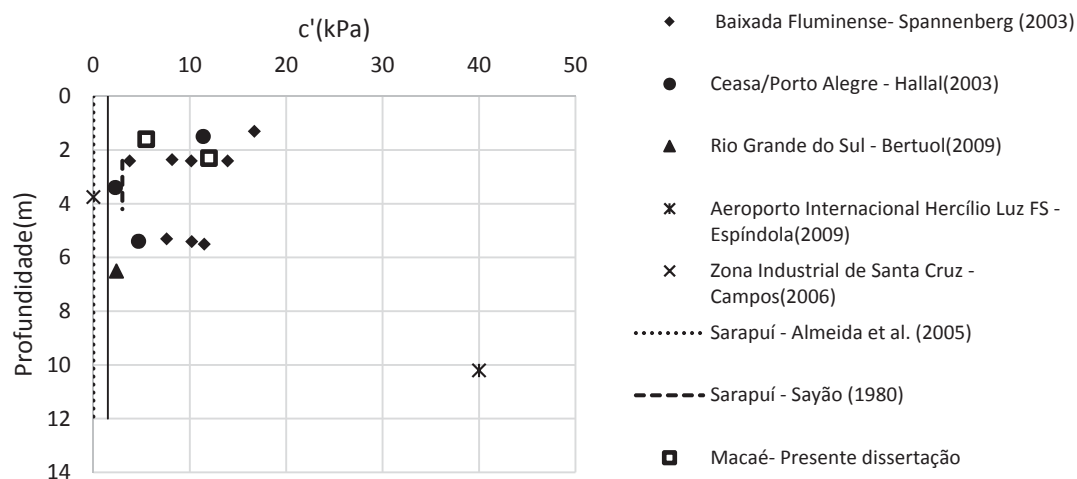 c'(kPa)
0 10 20 30 40 50
0
2
4
6
8
10
12
14
Profundidade(m)
Baixada Fluminense- Spannenberg (2003)
Ceasa/Porto Alegre - Hallal(2003)
Rio Grande do Sul - Bertuol(2009)
Aeroporto Internacional Hercílio Luz FS -
Espíndola(2009)
Zona Industrial de Santa Cruz -
Campos(2006)
Sarapuí - Almeida et al. (2005)
Sarapuí - Sayão (1980)
Macaé- Presente dissertação